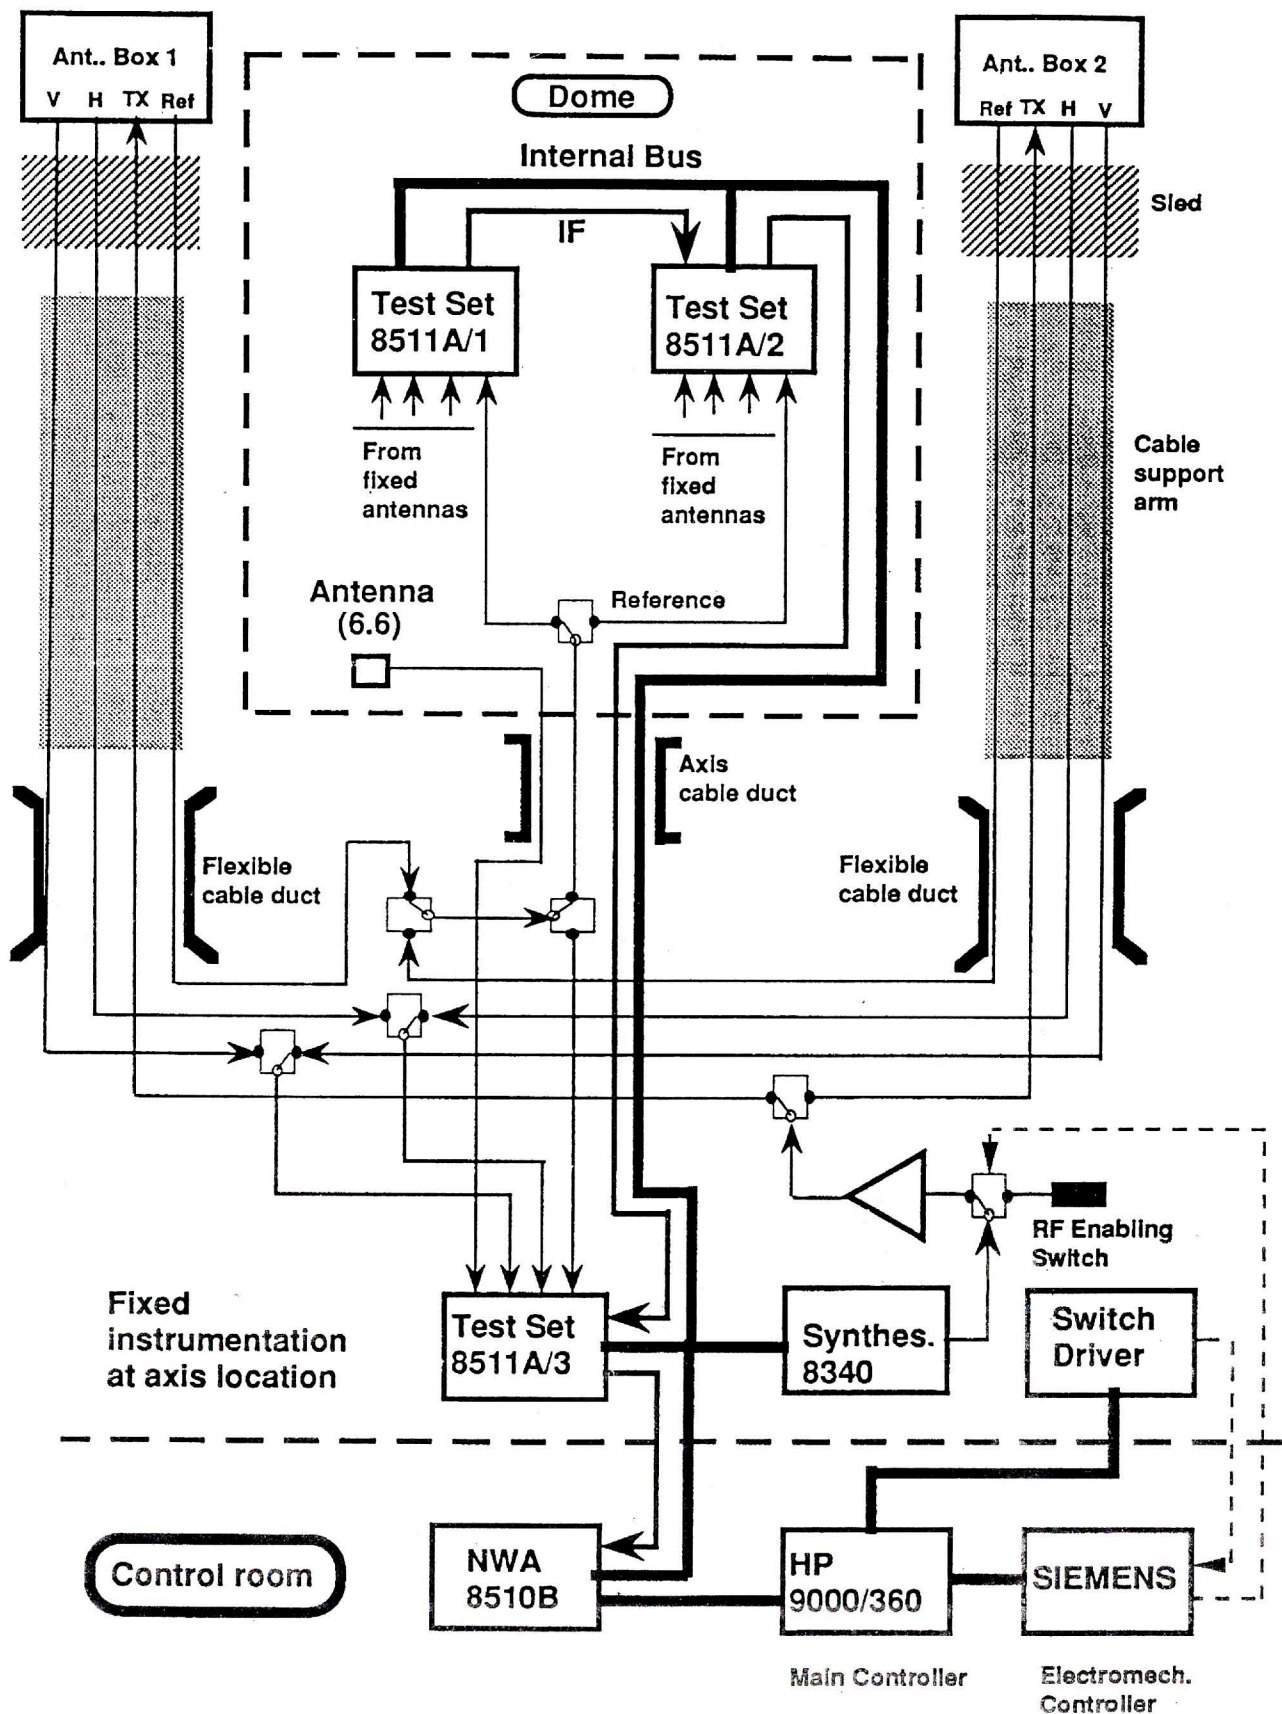 Ant.. Box 1
V H TX Ref
Dome
Internal Bus
IF
Test Set
8511A/1
Test Set
8511A/2
From
fixed
antennas
From
fixed
antennas
Antenna
(6.6)
Reference
Ant.. Box 2
Ref TX H V
Sled
Cable
support
arm
Axis
cable duct
Flexible
cable duct
Flexible
cable duct
RF Enabling
Switch
Fixed
instrumentation
at axis location
Test Set
8511A/3
Synthes.
8340
Switch
Driver
Control room
NWA
8510B
HP
9000/360
SIEMENS
Main Controller
Electromech.
Controller